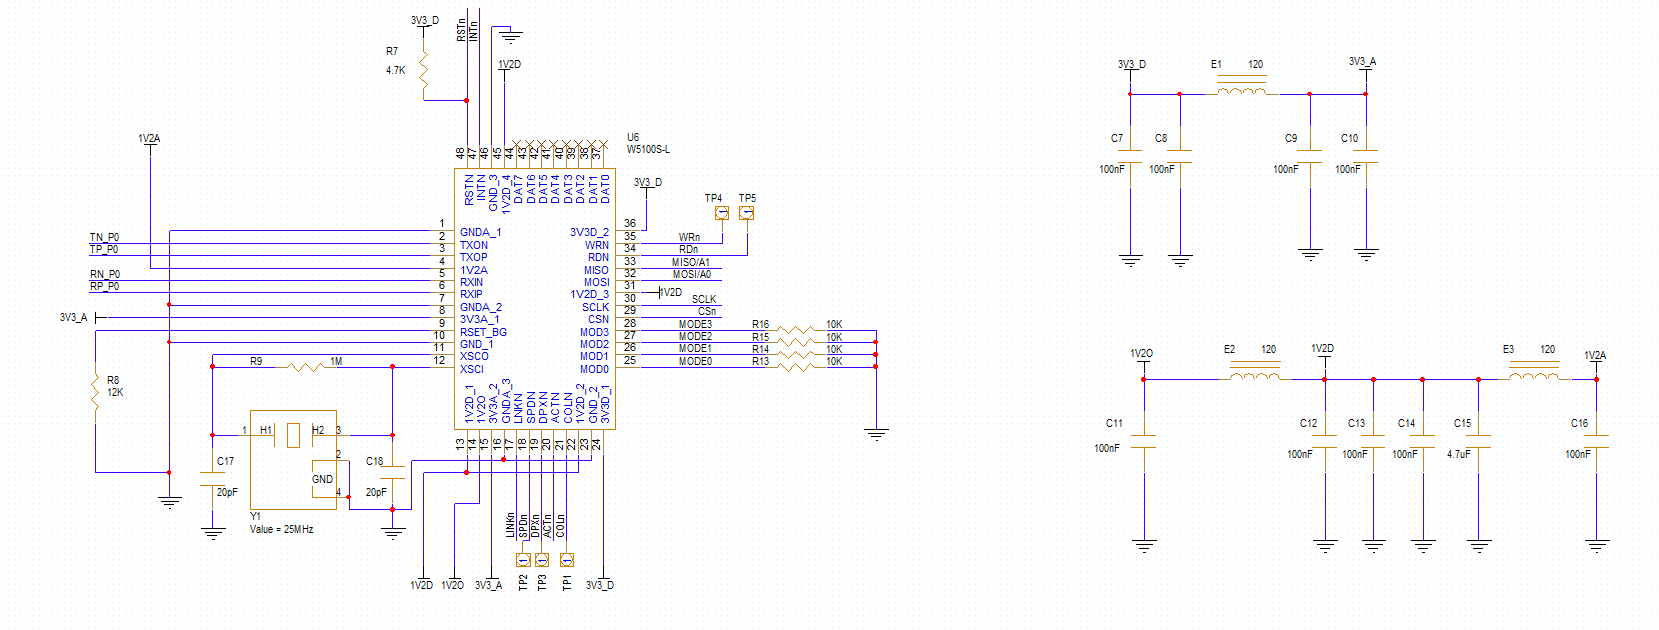 3V3_D
R7
4.7K
RSTn
INTn
1V2D
1V2A
U6
W5100S-L
48
47
46
45
44
43
42
41
40
39
38
37
RSTN
INTN
GND_3
1V2D_4
DAT7
DAT6
DAT5
DAT4
DAT3
DAT2
DAT1
DAT0
3V3_D
TP4
TP5
1
1
TN_P0
TP_P0
RN_P0
RP_P0
3V3_A
1 GNDA_1
2 TXON
3 TXOP
4 1V2A
5 RXIN
6 RXIP
7 GNDA_2
8 3V3A_1
9 RSET_BG
10 GND_1
11 XSCO
12 XSCI
3V3D_2 36
WRN 35 WRn
RDN 34 RDn
MISO 33 MISO/A1
MOSI 32 MOSI/A0
1V2D_3 31 1V2D
SCLK 30 SCLK
CSN 29 CSn
MOD3 28 MODE3 R16 10K
MOD2 27 MODE2 R15 10K
MOD1 26 MODE1 R14 10K
MOD0 25 MODE0 R13 10K
R9 1M
R8
12K
1V2D_1
1V2O
3V3A_2
GNDA_3
LNKN
SPDN
DPXN
ACTN
COLN
1V2D_2
GND_2
3V3D_1
13
14
15
16
17
18
19
20
21
22
23
24
1 H1 H2 3
2
GND
4
C17
20pF
C18
20pF
Y1
Value = 25MHz
LINKn
SPDn
DPXn
ACTn
COLn
1
1
1
1V2D
1V2O
3V3_A
TP2
TP3
TP1
3V3_D
3V3_D
E1 120
3V3_A
C7
100nF
C8
100nF
C9
100nF
C10
100nF
1V2O
E2 120
1V2D
E3 120
1V2A
C11
100nF
C12
100nF
C13
100nF
C14
100nF
C15
4.7uF
C16
100nF